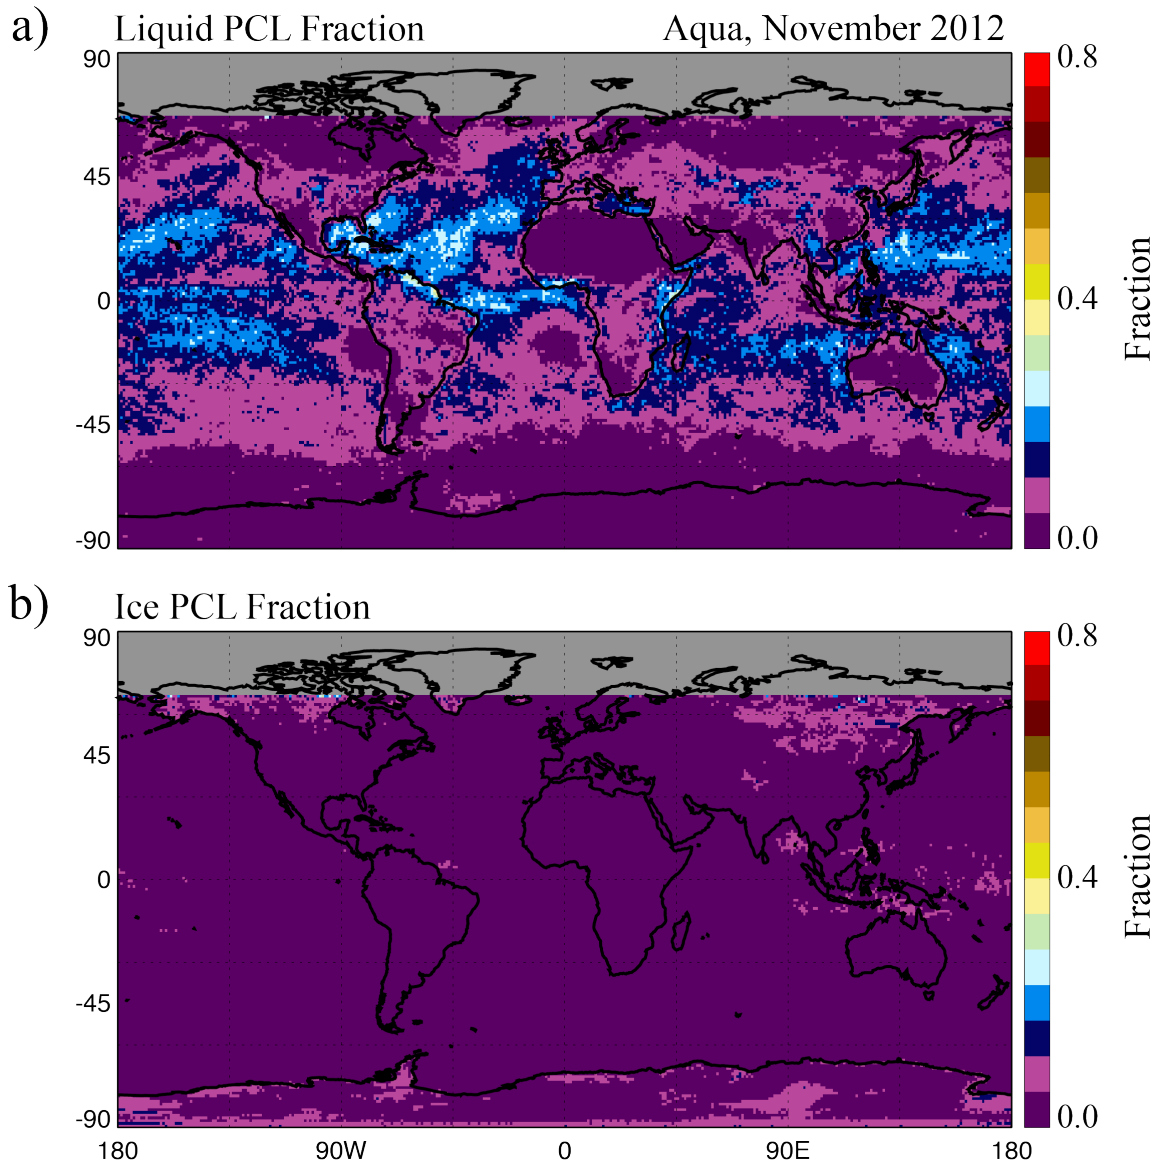 a)
Liquid PCL Fraction
Aqua, November 2012
90
45
0
-45
-90
0.8
0.4
0.0
Fraction
b)
Ice PCL Fraction
90
45
0
-45
-90
180
90W
0
90E
180
0.8
0.4
0.0
Fraction